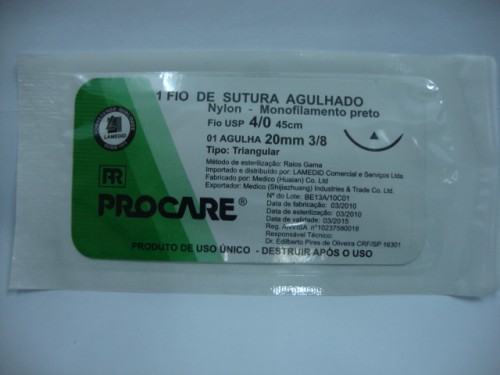 1 FIO DE SUTURA AGULHADO
Nylon - Monofilamento preto
Fio USP 4/0 45cm
01 AGULHA 20mm 3/8
Tipo: Triangular
LAMEDID
Método de esterilização: Raios Gama
Importado e distribuído por: LAMEDID Comercial e Serviços Ltda.
Fabricado por: Medico (Huaian) Co. Ltd.
Exportador: Medico (Shijiazhuang) Industries & Trade Co. Ltd.
Nº do Lote: BE13A/10C01
Data de fabricação: 03/2010
Data de esterilização: 03/2010
Data de validade: 03/2015
Reg. ANVISA nº10237580018
Responsável Técnico:
Dr. Edilberto Pires de Oliveira CRF/SP 16301
PROCARE®
PRODUTO DE USO ÚNICO - DESTRUIR APÓS O USO